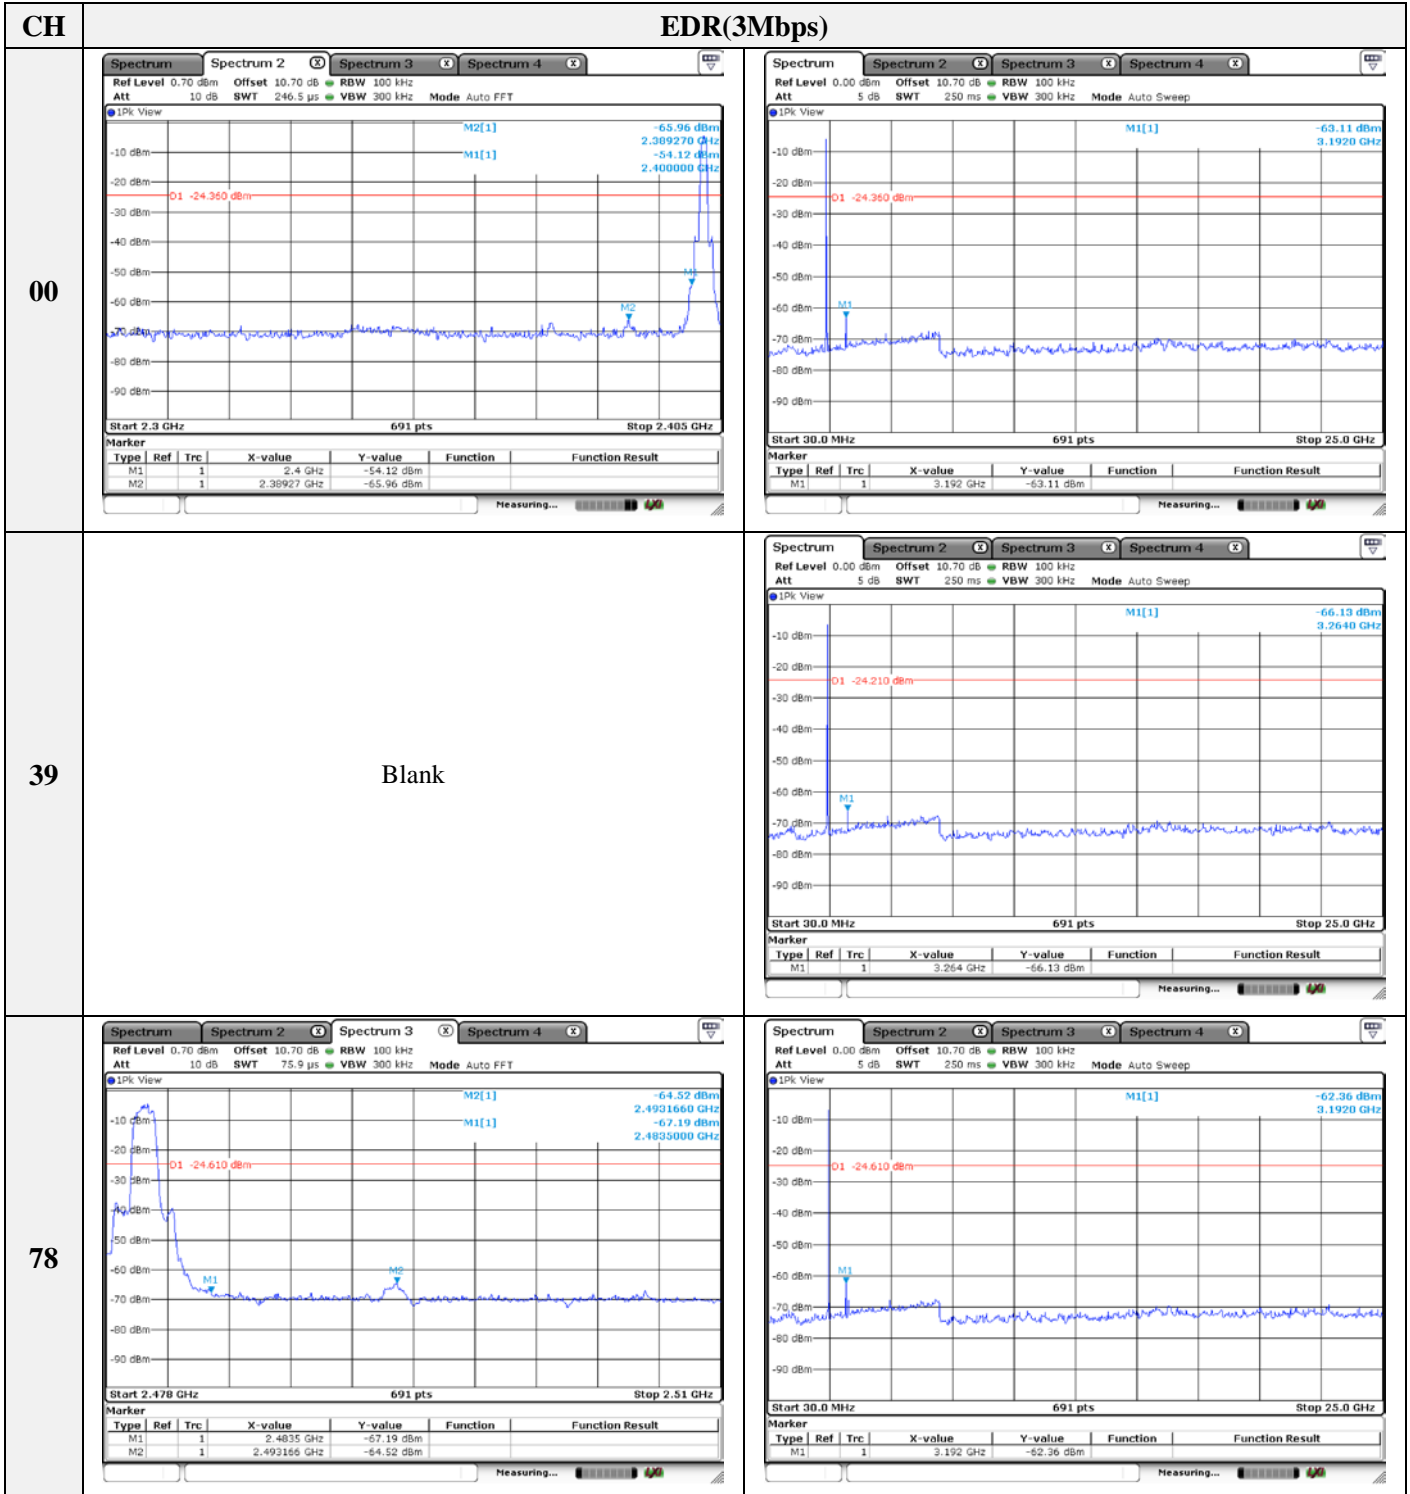 CH EDR(3Mbps)
00
Spectrum Spectrum 2 Spectrum 3 Spectrum 4
Ref Level 0.70 dBm Offset 10.70 dB RBW 100 kHz
Att 10 dB SWT 246.5 µs VBW 300 kHz Mode Auto FFT
1Pk View
M2[1] -65.96 dBm
2.389270 GHz
M1[1] -54.12 dBm
2.400000 GHz
-10 dBm
-20 dBm
D1 -24.360 dBm
-30 dBm
-40 dBm
-50 dBm
M1
-60 dBm
M2
-70 dBm
-80 dBm
-90 dBm
Start 2.3 GHz 691 pts Stop 2.405 GHz
Marker
Type Ref Trc X-value Y-value Function Function Result
M1 1 2.4 GHz -54.12 dBm
M2 1 2.38927 GHz -65.96 dBm
Measuring...
Spectrum Spectrum 2 Spectrum 3 Spectrum 4
Ref Level 0.00 dBm Offset 10.70 dB RBW 100 kHz
Att 5 dB SWT 250 ms VBW 300 kHz Mode Auto Sweep
1Pk View
M1[1] -63.11 dBm
3.1920 GHz
-10 dBm
-20 dBm
D1 -24.360 dBm
-30 dBm
-40 dBm
-50 dBm
-60 dBm
M1
-70 dBm
-80 dBm
-90 dBm
Start 30.0 MHz 691 pts Stop 25.0 GHz
Marker
Type Ref Trc X-value Y-value Function Function Result
M1 1 3.192 GHz -63.11 dBm
Measuring...
39
Blank
Spectrum Spectrum 2 Spectrum 3 Spectrum 4
Ref Level 0.00 dBm Offset 10.70 dB RBW 100 kHz
Att 5 dB SWT 250 ms VBW 300 kHz Mode Auto Sweep
1Pk View
M1[1] -66.13 dBm
3.2640 GHz
-10 dBm
-20 dBm
D1 -24.210 dBm
-30 dBm
-40 dBm
-50 dBm
-60 dBm
M1
-70 dBm
-80 dBm
-90 dBm
Start 30.0 MHz 691 pts Stop 25.0 GHz
Marker
Type Ref Trc X-value Y-value Function Function Result
M1 1 3.264 GHz -66.13 dBm
Measuring...
78
Spectrum Spectrum 2 Spectrum 3 Spectrum 4
Ref Level 0.70 dBm Offset 10.70 dB RBW 100 kHz
Att 10 dB SWT 75.9 µs VBW 300 kHz Mode Auto FFT
1Pk View
M2[1] -64.52 dBm
2.4931660 GHz
M1[1] -67.19 dBm
2.4835000 GHz
-10 dBm
-20 dBm
D1 -24.610 dBm
-30 dBm
-40 dBm
-50 dBm
-60 dBm
M1 M2
-70 dBm
-80 dBm
-90 dBm
Start 2.478 GHz 691 pts Stop 2.51 GHz
Marker
Type Ref Trc X-value Y-value Function Function Result
M1 1 2.4835 GHz -67.19 dBm
M2 1 2.493166 GHz -64.52 dBm
Measuring...
Spectrum Spectrum 2 Spectrum 3 Spectrum 4
Ref Level 0.00 dBm Offset 10.70 dB RBW 100 kHz
Att 5 dB SWT 250 ms VBW 300 kHz Mode Auto Sweep
1Pk View
M1[1] -62.36 dBm
3.1920 GHz
-10 dBm
-20 dBm
D1 -24.610 dBm
-30 dBm
-40 dBm
-50 dBm
-60 dBm
M1
-70 dBm
-80 dBm
-90 dBm
Start 30.0 MHz 691 pts Stop 25.0 GHz
Marker
Type Ref Trc X-value Y-value Function Function Result
M1 1 3.192 GHz -62.36 dBm
Measuring...